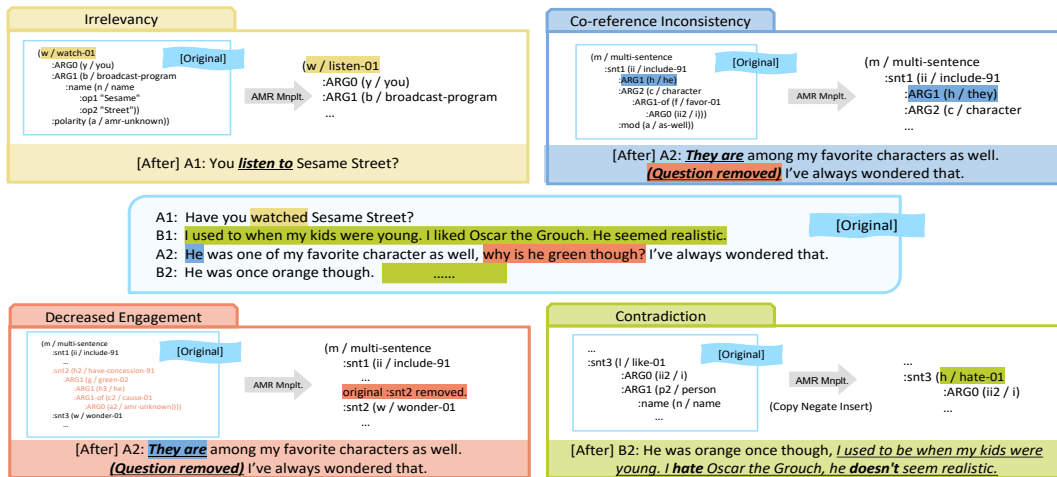 Irrelevancy
(w / watch-01
:ARG0 (y / you)
:ARG1 (b / broadcast-program
:name (n / name
:op1 "Sesame"
:op2 "Street"))
:polarity (a / amr-unknown))
[Original]
AMR Mnplt.
(w / listen-01
:ARG0 (y / you)
:ARG1 (b / broadcast-program
...
[After] A1: You listen to Sesame Street?
Co-reference Inconsistency
(m / multi-sentence
:snt1 (ii / include-91
:ARG1 (h / he)
:ARG2 (c / character
:ARG1-of (f / favor-01
:ARG0 (ii2 / i)))
:mod (a / as-well))
[Original]
AMR Mnplt.
(m / multi-sentence
:snt1 (ii / include-91
:ARG1 (h / they)
:ARG2 (c / character
...
[After] A2: They are among my favorite characters as well.
(Question removed) I've always wondered that.
A1: Have you watched Sesame Street?
B1: I used to when my kids were young. I liked Oscar the Grouch. He seemed realistic.
A2: He was one of my favorite character as well, why is he green though? I've always wondered that.
B2: He was once orange though. ......
[Original]
Decreased Engagement
(m / multi-sentence
:snt1 (ii / include-91
...
:snt2 (h2 / have-concession-91
:ARG1 (g / green-02
:ARG1 (h3 / he)
:ARG1-of (c2 / cause-01
:ARG0 (a2 / amr-unknown))))
:snt3 (w / wonder-01
...
[Original]
AMR Mnplt.
(m / multi-sentence
:snt1 (ii / include-91
...
original :snt2 removed.
:snt2 (w / wonder-01
...
[After] A2: They are among my favorite characters as well.
(Question removed) I've always wondered that.
Contradiction
...
:snt3 (l / like-01
:ARG0 (ii2 / i)
:ARG1 (p2 / person
:name (n / name
...
[Original]
AMR Mnplt.
(Copy Negate Insert)
...
:snt3 (h / hate-01
:ARG0 (ii2 / i)
...
[After] B2: He was orange once though, I used to be when my kids were
young. I hate Oscar the Grouch, he doesn't seem realistic.